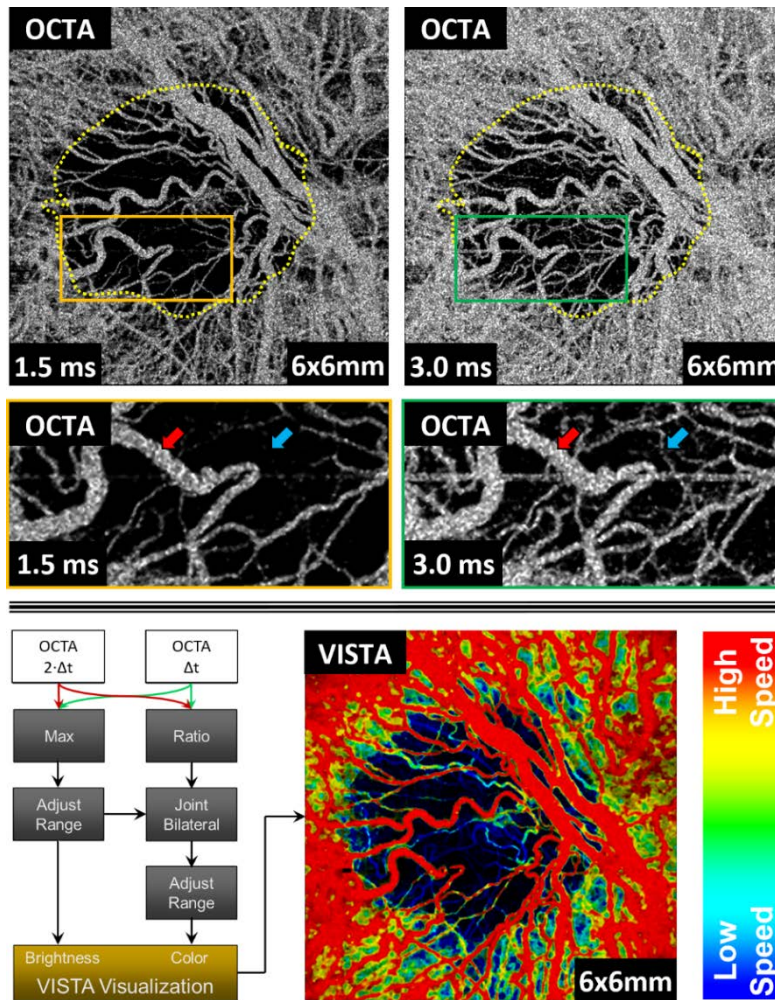 OCTA
OCTA
1.5 ms
6x6mm
3.0 ms
6x6mm
OCTA
1.5 ms
OCTA
3.0 ms
OCTA
2·Δt
OCTA
Δt
Max
Ratio
Adjust
Range
Joint
Bilateral
Adjust
Range
Brightness
Color
VISTA Visualization
VISTA
6x6mm
High
Speed
Low
Speed